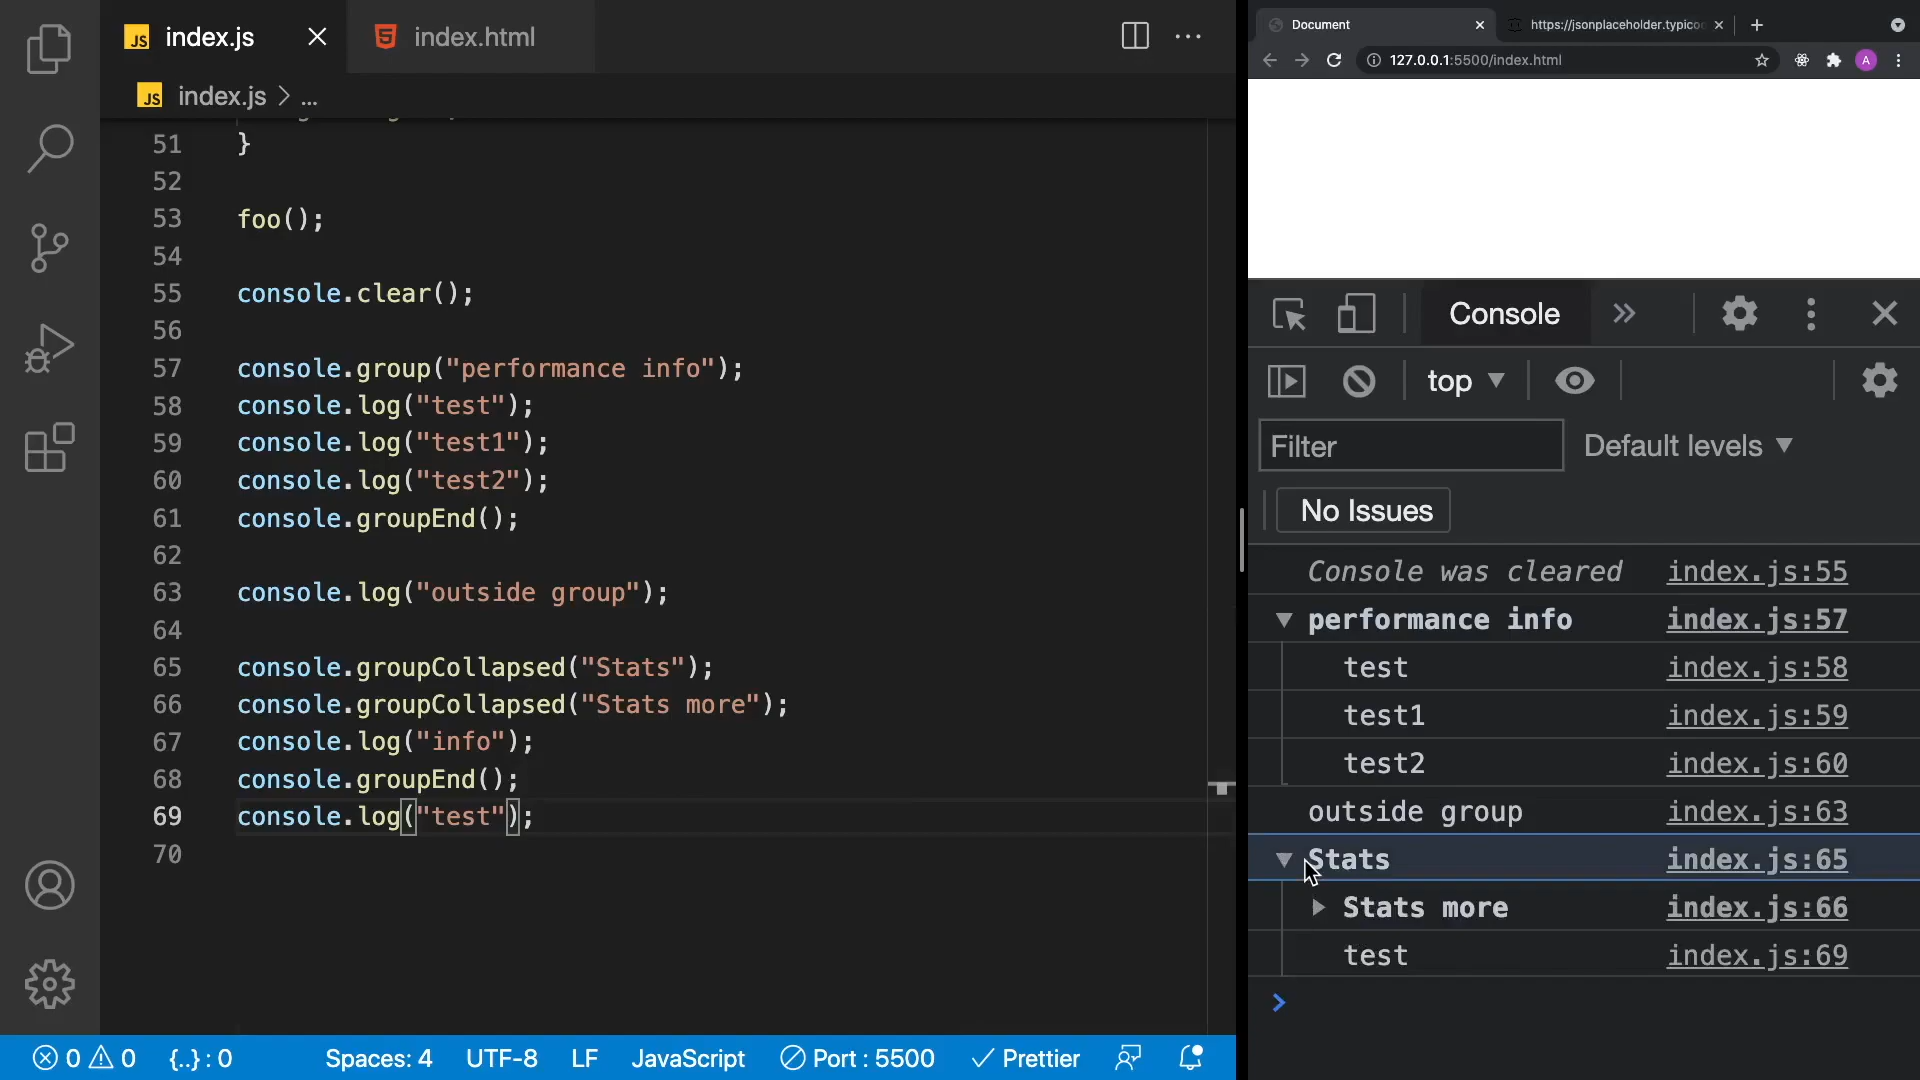 JS index.js
index.html
JS index.js > ...
51 }
52
53 foo();
54
55 console.clear();
56
57 console.group("performance info");
58 console.log("test");
59 console.log("test1");
60 console.log("test2");
61 console.groupEnd();
62
63 console.log("outside group");
64
65 console.groupCollapsed("Stats");
66 console.groupCollapsed("Stats more");
67 console.log("info");
68 console.groupEnd();
69 console.log("test");
70
0 0 {..} : 0 Spaces: 4 UTF-8 LF JavaScript Port : 5500 Prettier
Document
https://jsonplaceholder.typico
127.0.0.1:5500/index.html
A
Console
top
Filter
Default levels
No Issues
Console was cleared index.js:55
performance info index.js:57
test index.js:58
test1 index.js:59
test2 index.js:60
outside group index.js:63
Stats index.js:65
Stats more index.js:66
test index.js:69